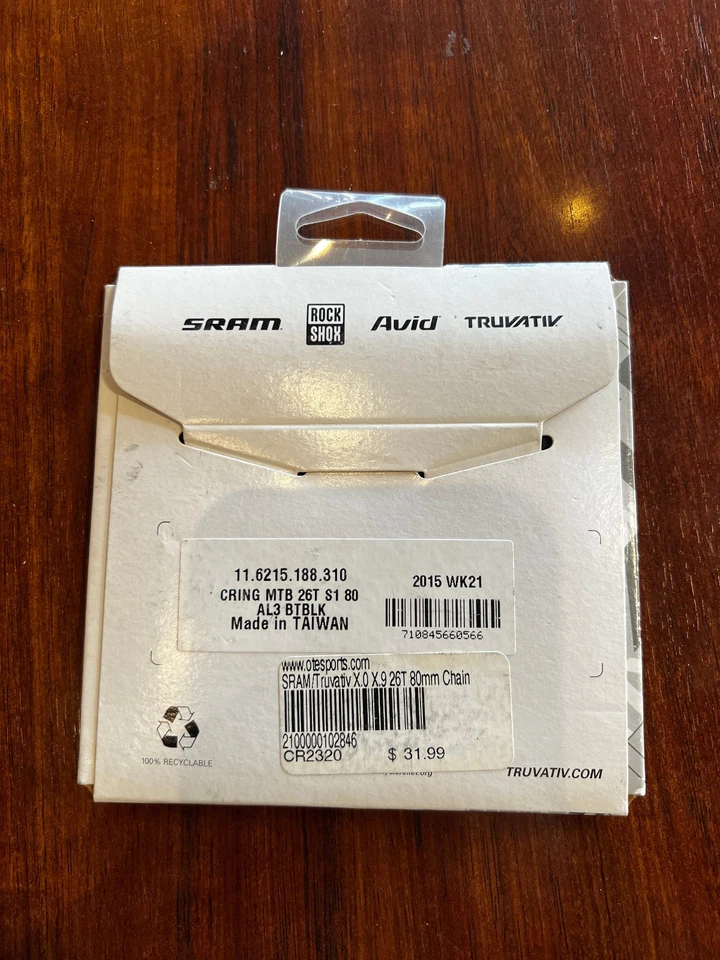 SRAM
ROCK
SHOX
Avid
TRUVATIV
11.6215.188.310
CRING MTB 26T S1 80
AL3 BTBLK
Made in TAIWAN
2015 WK21
710845660566
www.otesports.com
SRAM/Truvativ X.0 X.9 26T 80mm Chain
2100000102846
CR2320
$ 31.99
100% RECYCLABLE
TRUVATIV.COM